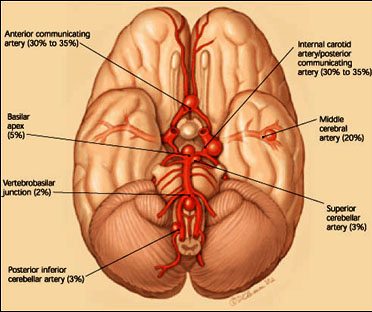 Anterior communicating
artery (30% to 35%)
Internal carotid
artery/posterior
communicating
artery (30% to 35%)
Basilar
apex
(5%)
Middle
cerebral
artery (20%)
Vertebrobasilar
junction (2%)
Superior
cerebellar
artery (3%)
Posterior inferior
cerebellar artery (3%)